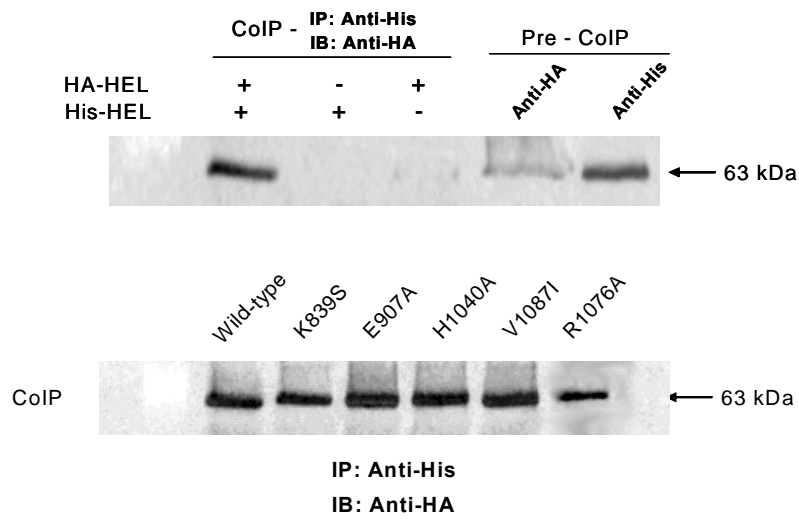 CoIP - IP: Anti-His
IB: Anti-HA
Pre - CoIP
HA-HEL + - + Anti-HA Anti-His
His-HEL + + -
63 kDa
Wild-type K839S E907A H1040A V1087I R1076A
CoIP 63 kDa
IP: Anti-His
IB: Anti-HA